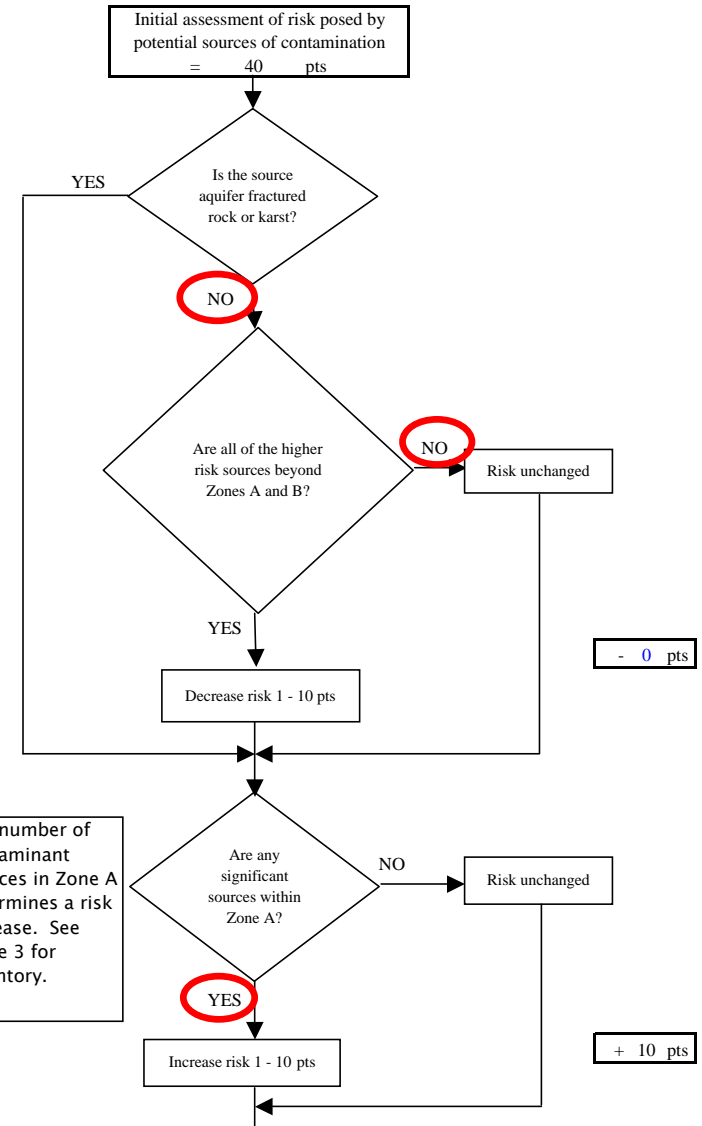 Initial assessment of risk posed by
potential sources of contamination
= 40 pts
Is the source
aquifer fractured
rock or karst?
YES
NO
Are all of the higher
risk sources beyond
Zones A and B?
NO
Risk unchanged
YES
- 0 pts
Decrease risk 1 - 10 pts
number of
aminant
ces in Zone A
ermines a risk
ease. See
e 3 for
ntory.
Are any
significant
sources within
Zone A?
NO
Risk unchanged
YES
Increase risk 1 - 10 pts
+ 10 pts